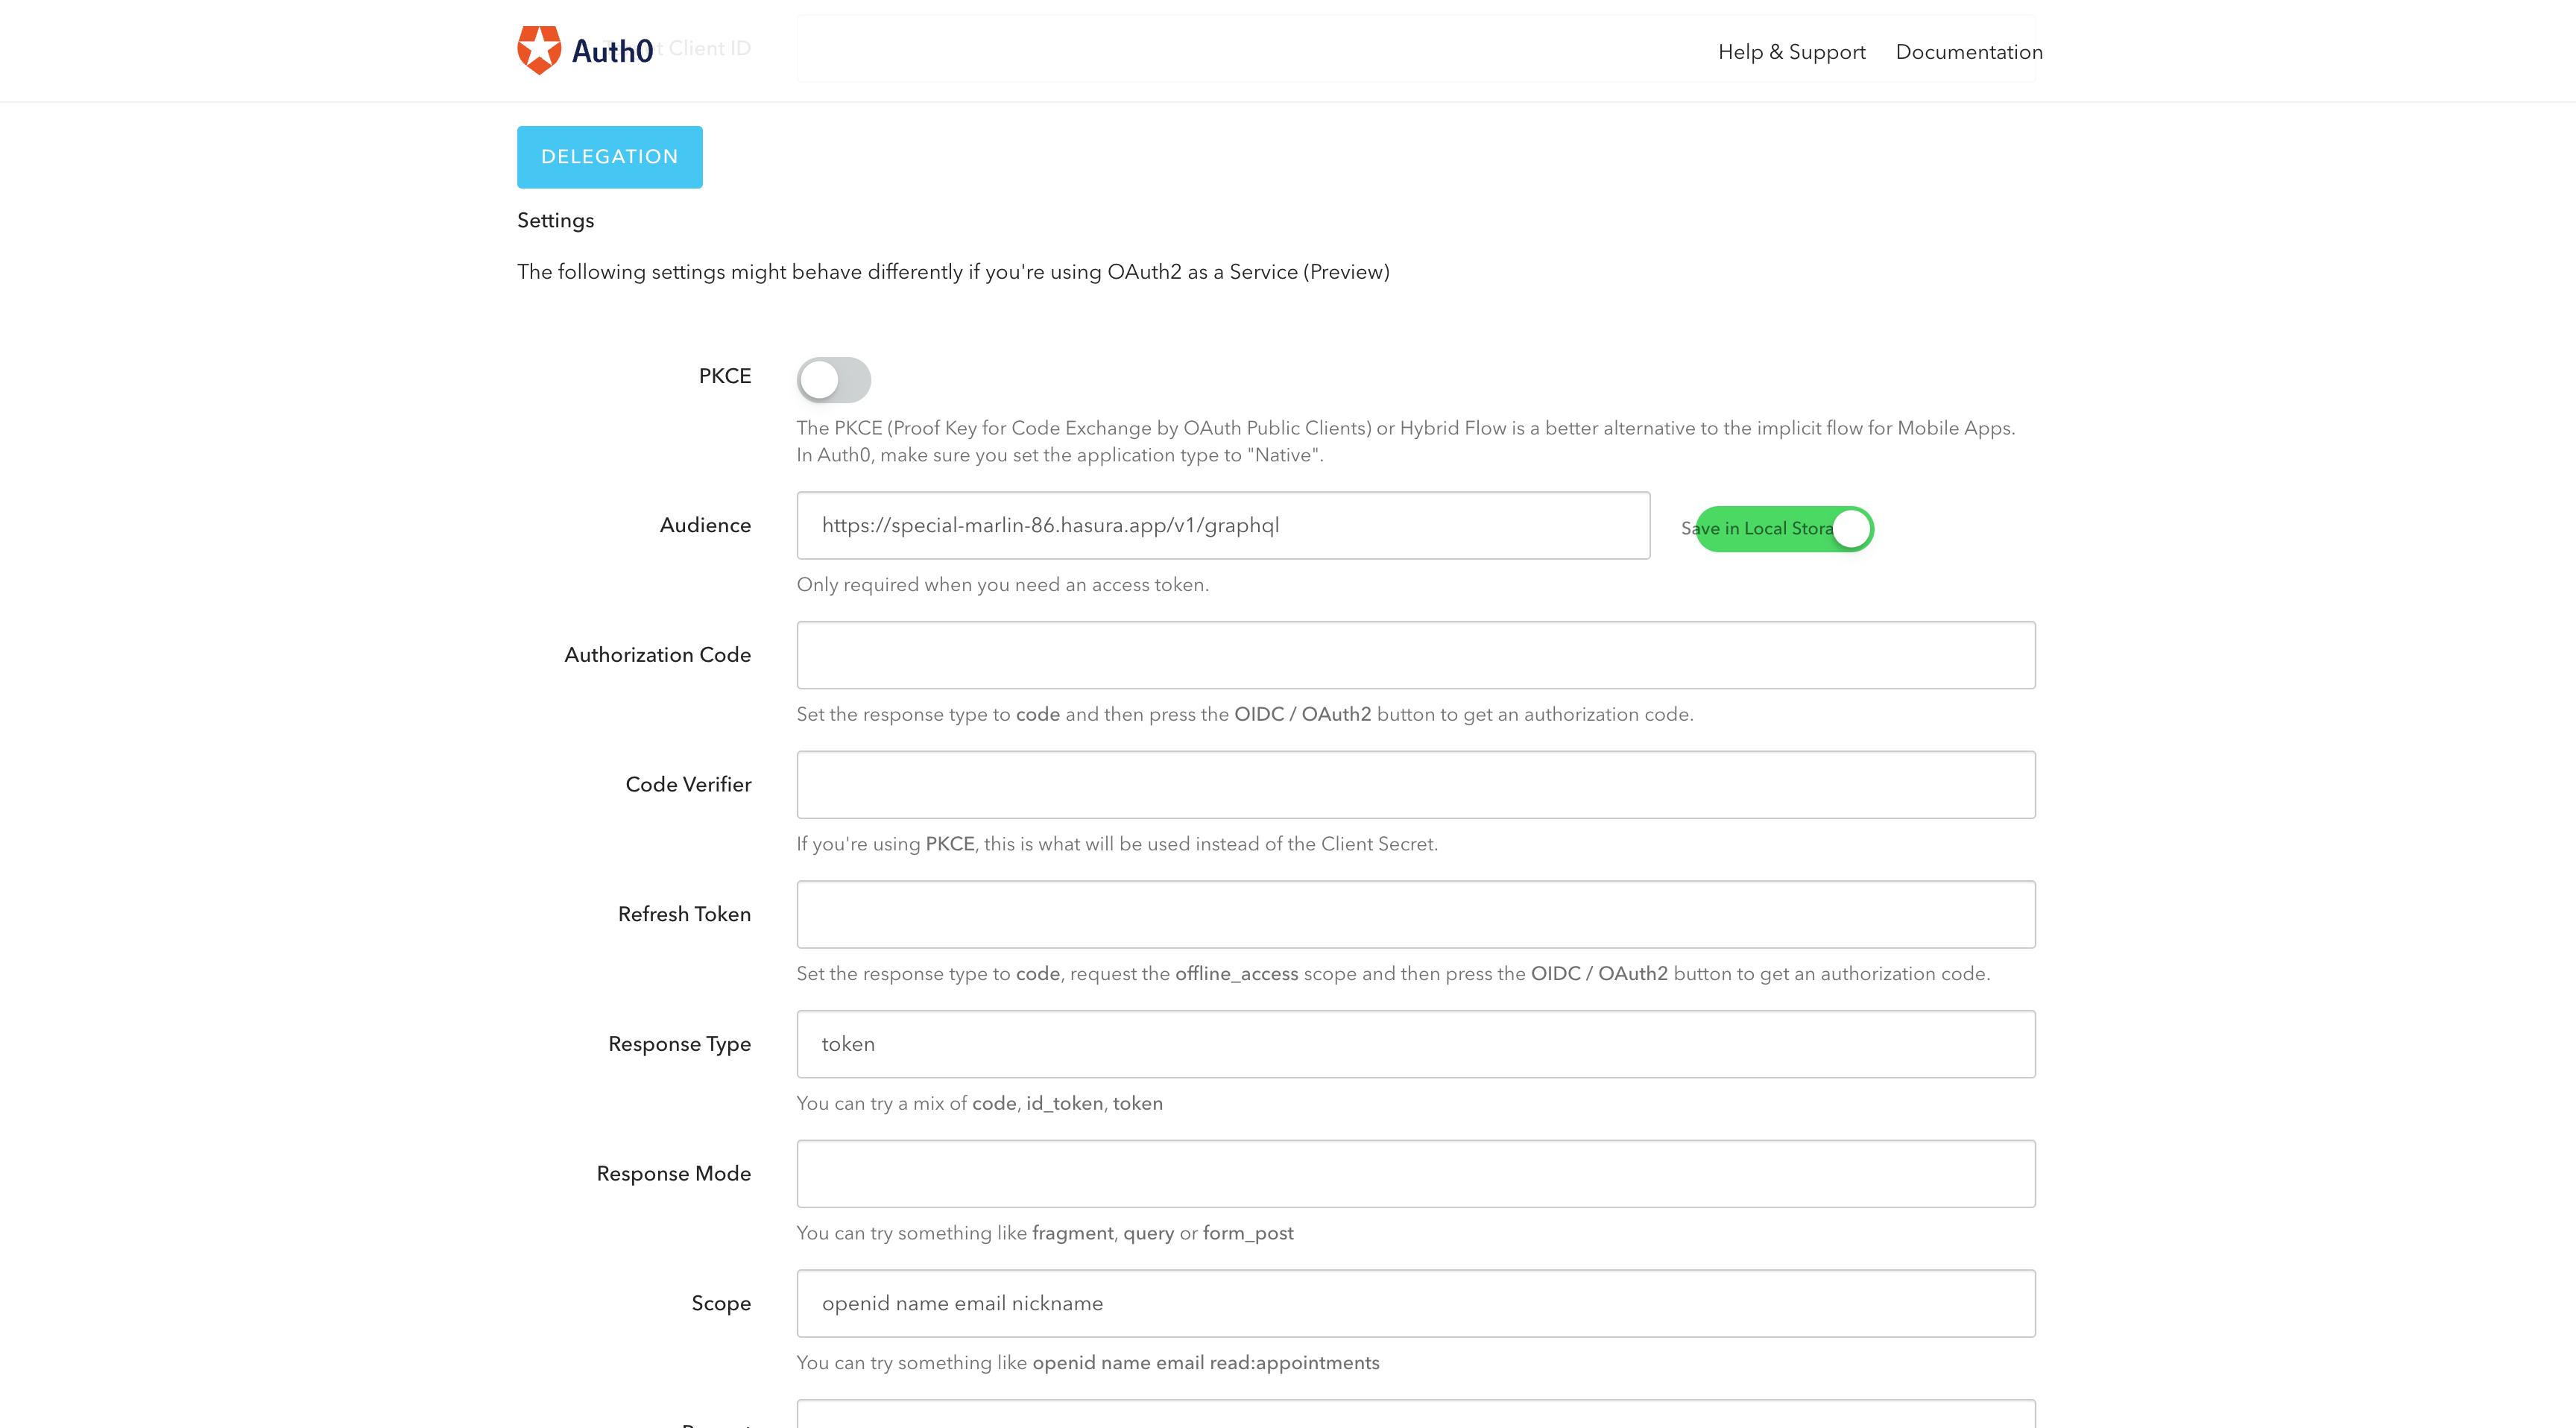 Auth0
Client ID
Help & Support
Documentation
DELEGATION
Settings
The following settings might behave differently if you're using OAuth2 as a Service (Preview)
PKCE
The PKCE (Proof Key for Code Exchange by OAuth Public Clients) or Hybrid Flow is a better alternative to the implicit flow for Mobile Apps.
In Auth0, make sure you set the application type to "Native".
Audience
https://special-marlin-86.hasura.app/v1/graphql
Save in Local Stora
Only required when you need an access token.
Authorization Code
Set the response type to code and then press the OIDC / OAuth2 button to get an authorization code.
Code Verifier
If you're using PKCE, this is what will be used instead of the Client Secret.
Refresh Token
Set the response type to code, request the offline_access scope and then press the OIDC / OAuth2 button to get an authorization code.
Response Type
token
You can try a mix of code, id_token, token
Response Mode
You can try something like fragment, query or form_post
Scope
openid name email nickname
You can try something like openid name email read:appointments